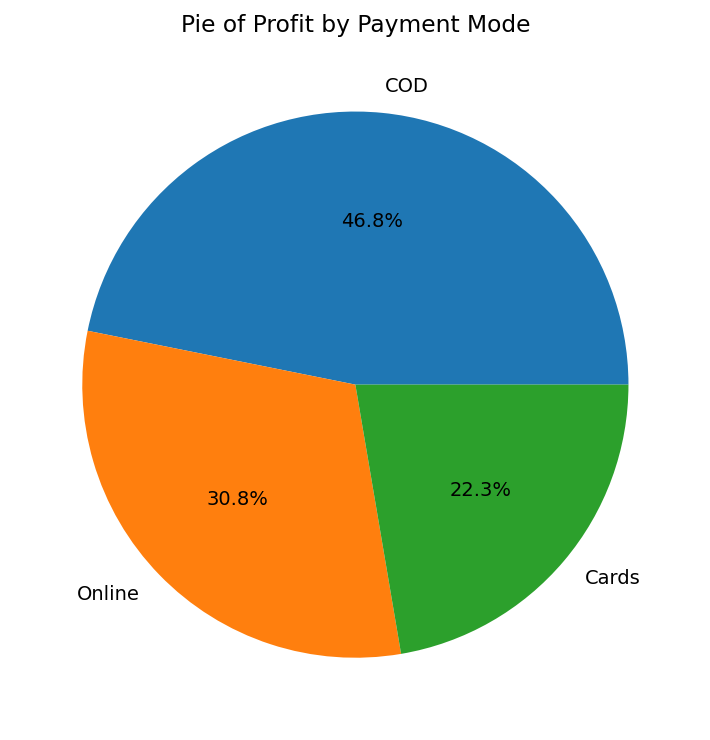 Pie of Profit by Payment Mode
COD
46.8%
30.8%
22.3%
Online
Cards